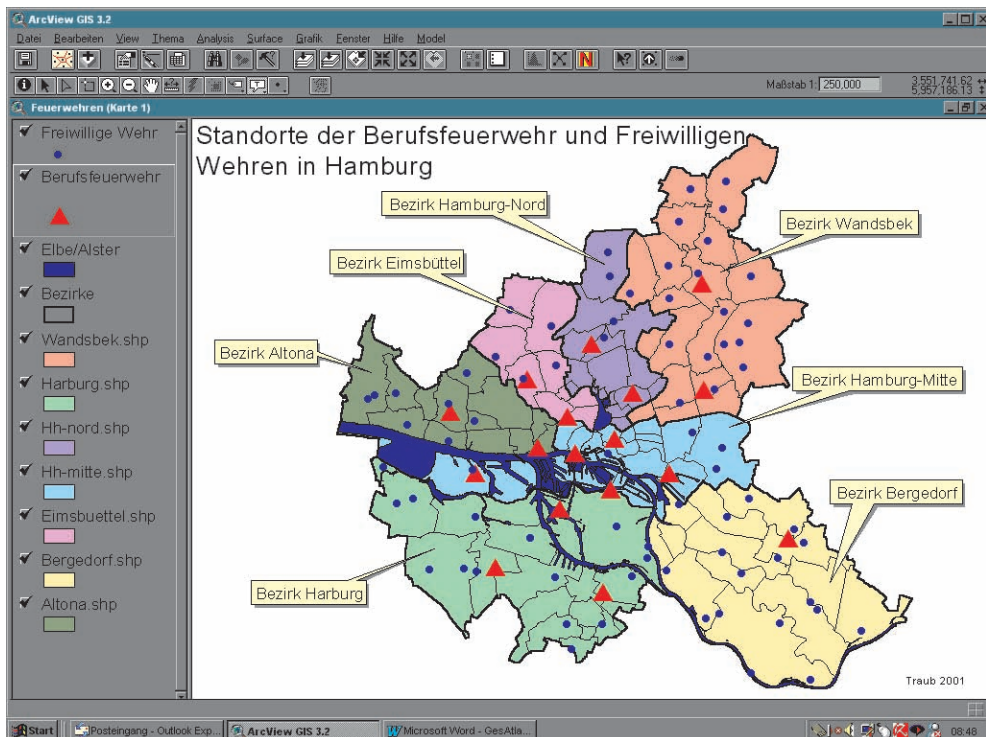 ArcView GIS 3.2
Datei Bearbeiten View Thema Analysis Surface Grafik Fenster Hilfe Model
Maßstab 1: 250,000
3,551,741.62
5,957,186.13
Feuerwehren (Karte 1)
Freiwillige Wehr
Berufsfeuerwehr
Elbe/Alster
Bezirke
Wandsbek.shp
Harburg.shp
Hh-nord.shp
Hh-mitte.shp
Eimsbuettel.shp
Bergedorf.shp
Altona.shp
Standorte der Berufsfeuerwehr und Freiwilligen
Wehren in Hamburg
Bezirk Hamburg-Nord
Bezirk Wandsbek
Bezirk Eimsbüttel
Bezirk Altona
Bezirk Hamburg-Mitte
Bezirk Bergedorf
Bezirk Harburg
Traub 2001
Start
Posteingang - Outlook Exp...
ArcView GIS 3.2
Microsoft Word - GesAtla...
08:48